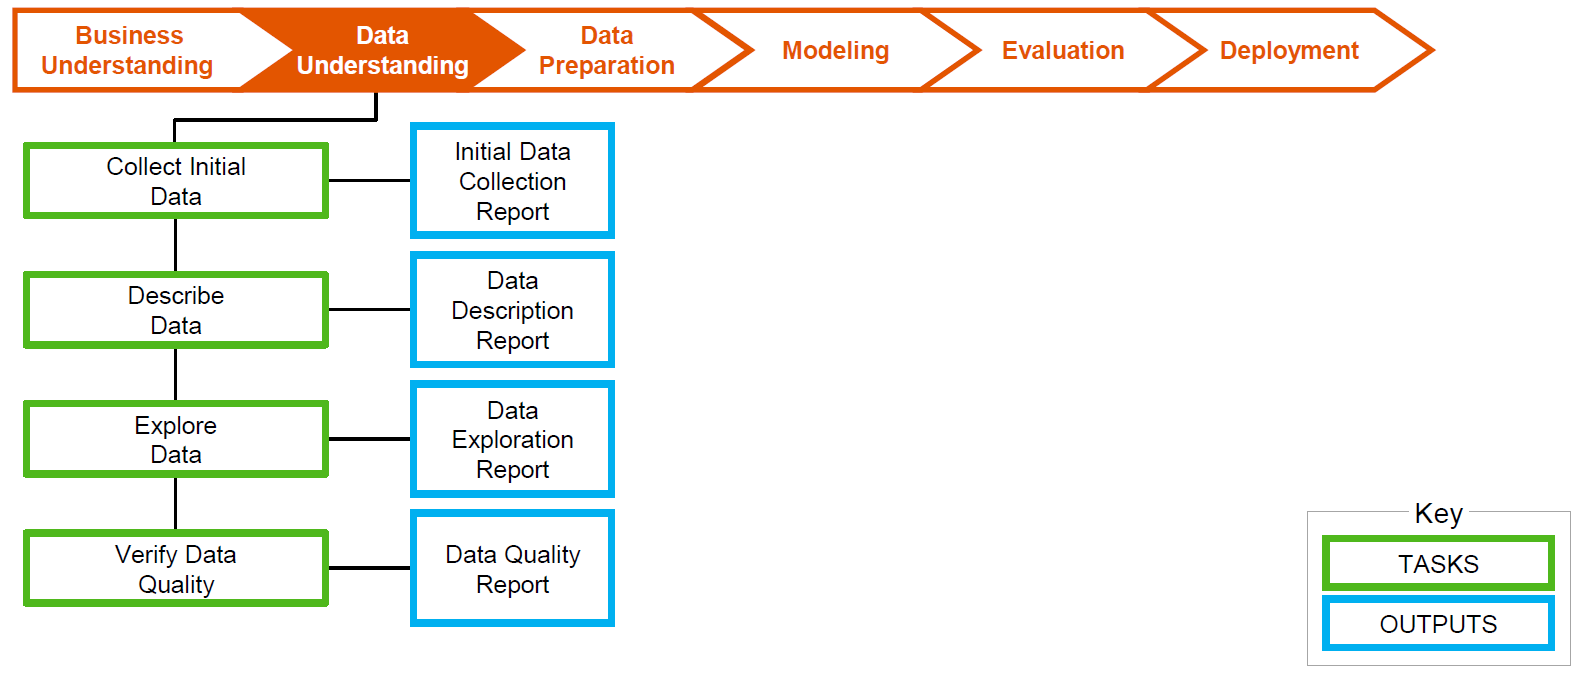 Business
Understanding
Data
Understanding
Data
Preparation
Modeling
Evaluation
Deployment
Collect Initial
Data
Initial Data
Collection
Report
Describe
Data
Data
Description
Report
Explore
Data
Data
Exploration
Report
Verify Data
Quality
Data Quality
Report
Key
TASKS
OUTPUTS